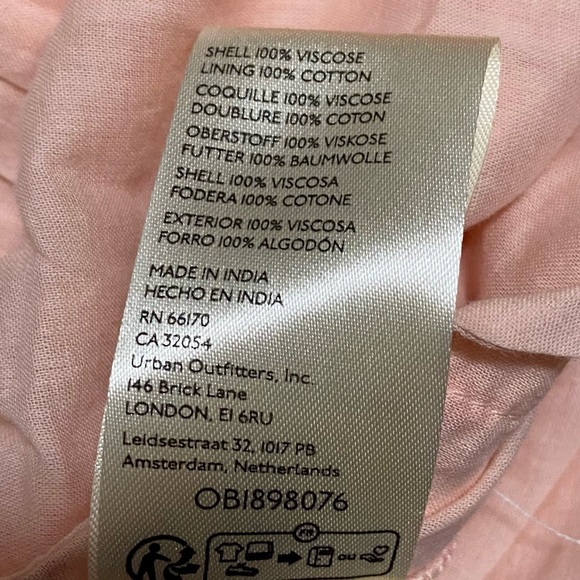 SHELL 100% VISCOSE
LINING 100% COTTON
COQUILLE 100% VISCOSE
DOUBLURE 100% COTON
OBERSTOFF 100% VISKOSE
FUTTER 100% BAUMWOLLE
SHELL 100% VISCOSA
FODERA 100% COTONE
EXTERIOR 100% VISCOSA
FORRO 100% ALGODÓN
MADE IN INDIA
HECHO EN INDIA
RN 66170
CA 32054
Urban Outfitters, Inc.
146 Brick Lane
LONDON, E1 6RU
Leidsestraat 32, 1017 PB
Amsterdam, Netherlands
OB1898076
FR
OU